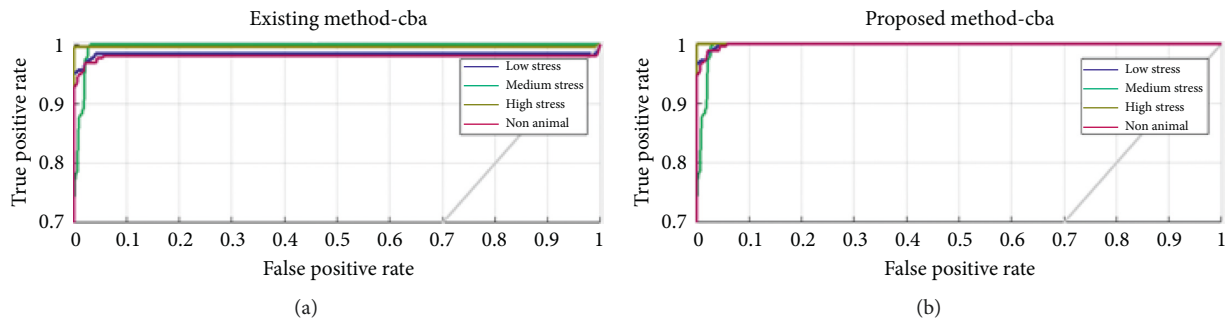 Existing method-cba
True positive rate
1
0.9
0.8
0.7
0 0.1 0.2 0.3 0.4 0.5 0.6 0.7 0.8 0.9 1
False positive rate
Low stress
Medium stress
High stress
Non animal
(a)
Proposed method-cba
True positive rate
1
0.9
0.8
0.7
0 0.1 0.2 0.3 0.4 0.5 0.6 0.7 0.8 0.9 1
False positive rate
Low stress
Medium stress
High stress
Non animal
(b)